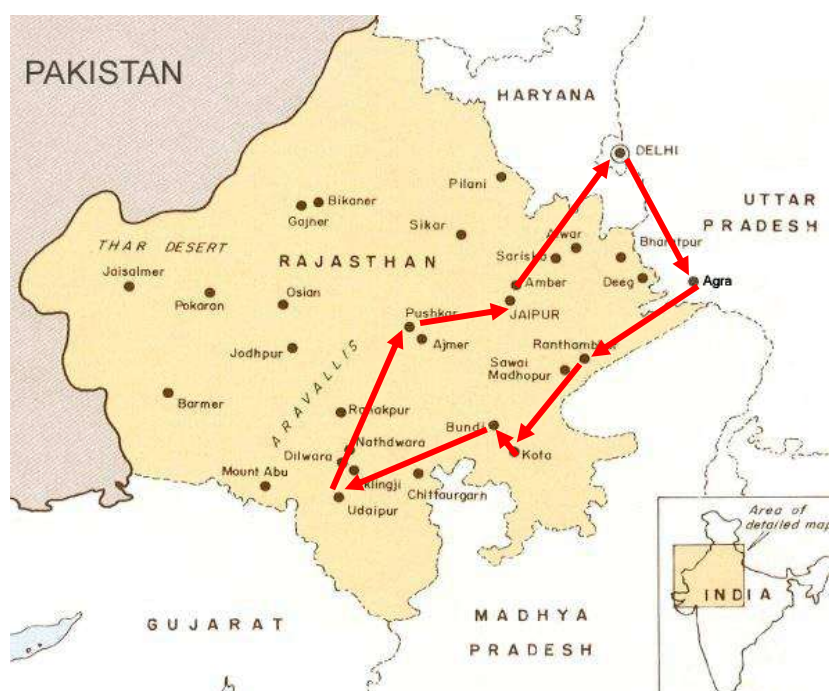 PAKISTAN
HARYANA
DELHI
UTTAR
PRADESH
Pilani
Bikaner
Gajner
Sikar
THAR DESERT
RAJASTHAN
Alwar
Sariska
Bharatpur
Deeg
Agra
Jaisalmer
Pokaran
Osian
Amber
JAIPUR
Pushkar
Ajmer
Jodhpur
ARAVALLIS
Ranthambhor
Sawai
Madhopur
Barmer
Ranakpur
Bundi
Kota
Nathdwara
Dilwara
Eklingji
Mount Abu
Chittaurgarh
Udaipur
Area of
detailed map
INDIA
GUJARAT
MADHYA
PRADESH